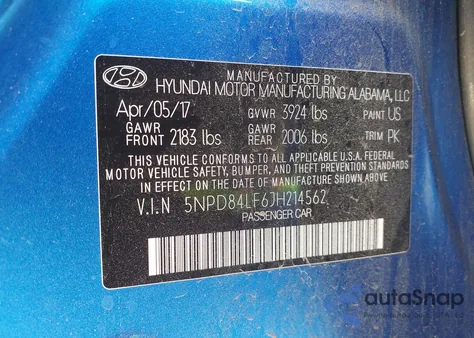 MANUFACTURED BY
HYUNDAI MOTOR MANUFACTURING ALABAMA, LLC
Apr/05/17 GVWR 3924 lbs PAINT US
GAWR FRONT 2183 lbs GAWR REAR 2006 lbs TRIM PK
THIS VEHICLE CONFORMS TO ALL APPLICABLE FEDERAL
MOTOR VEHICLE SAFETY, BUMPER, AND THEFT PREVENTION STANDARDS
IN EFFECT ON THE DATE OF MANUFACTURE SHOWN ABOVE.
V.I.N 5NPD84LF6JH214562
PASSENGER CAR
autoSnap